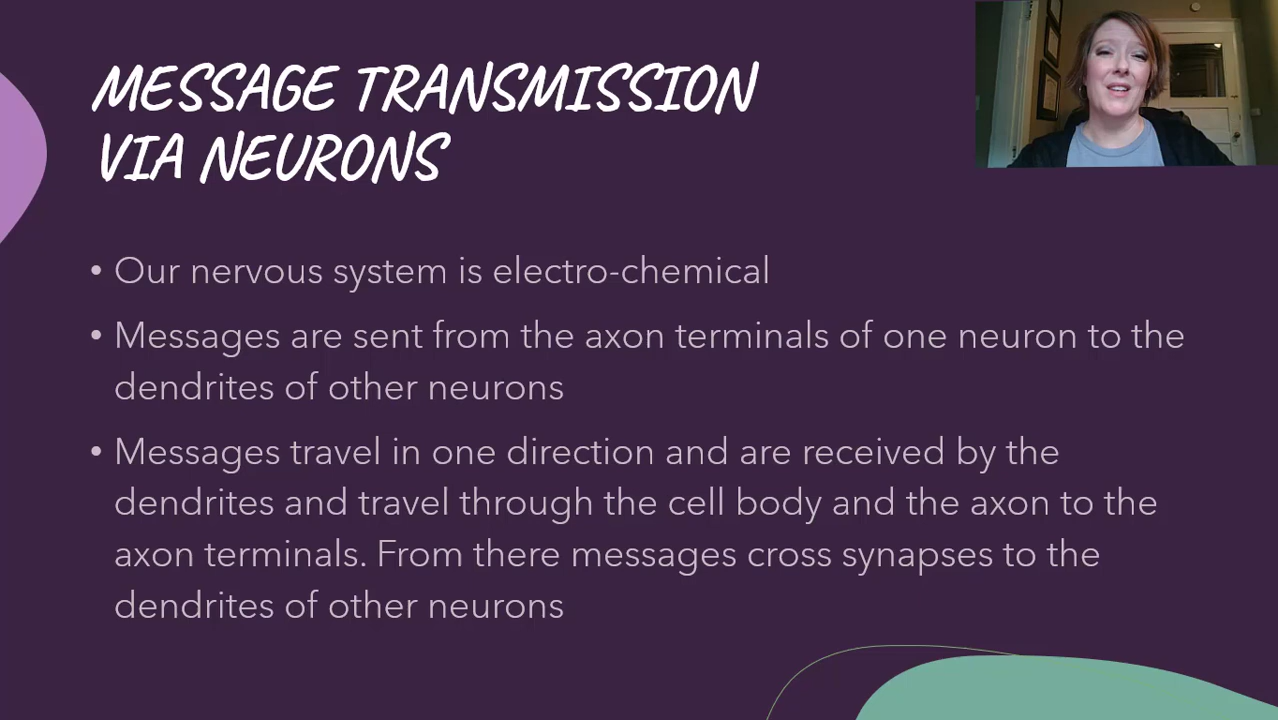 MESSAGE TRANSMISSION
VIA NEURONS
• Our nervous system is electro-chemical
• Messages are sent from the axon terminals of one neuron to the
dendrites of other neurons
• Messages travel in one direction and are received by the
dendrites and travel through the cell body and the axon to the
axon terminals. From there messages cross synapses to the
dendrites of other neurons